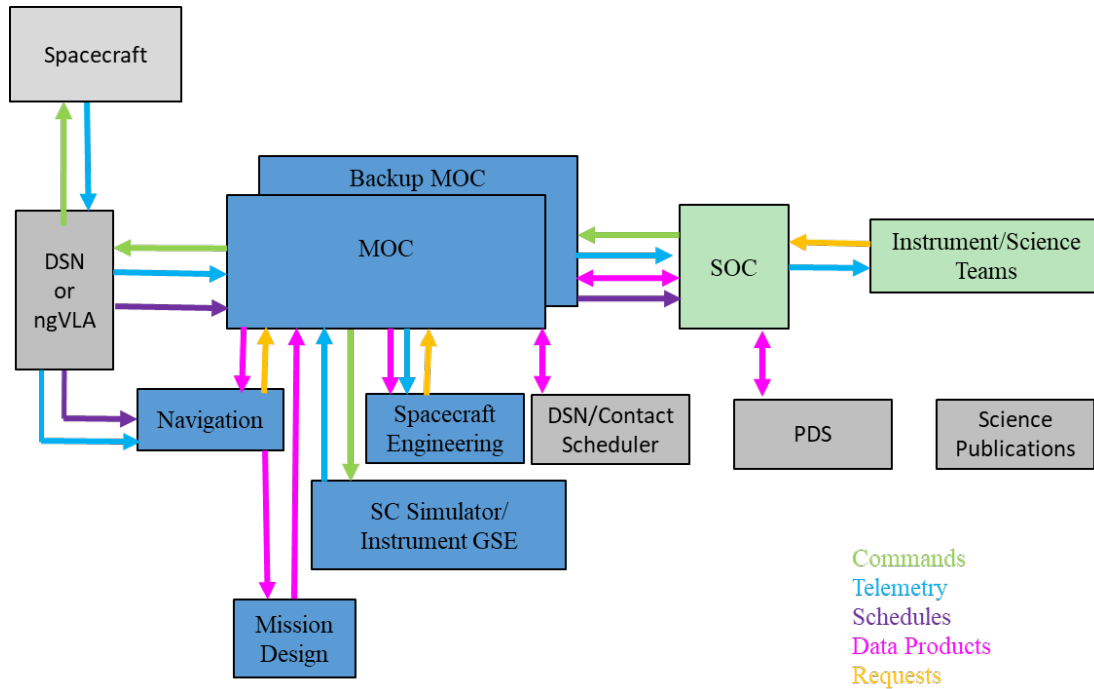 Spacecraft
Backup MOC
MOC
DSN
or
ngVLA
SOC
Instrument/Science
Teams
Navigation
Spacecraft
Engineering
DSN/Contact
Scheduler
PDS
Science
Publications
SC Simulator/
Instrument GSE
Mission
Design
Commands
Telemetry
Schedules
Data Products
Requests